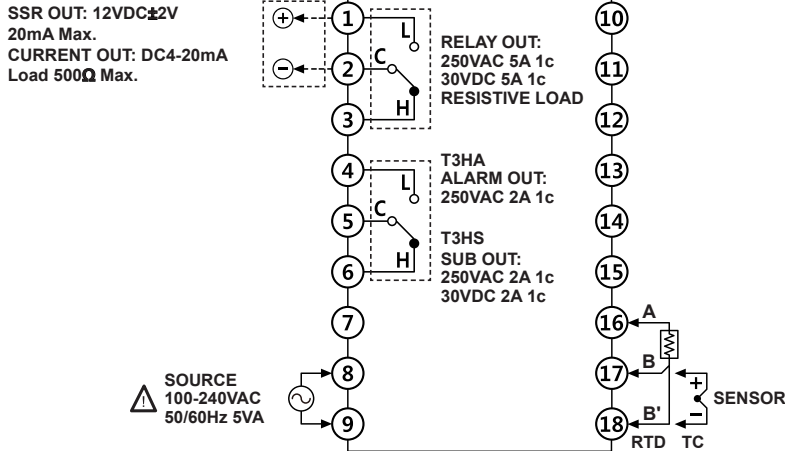 SSR OUT: 12VDC±2V
20mA Max.
CURRENT OUT: DC4-20mA
Load 500Ω Max.
+
−
1
2
3
L
C
H
RELAY OUT:
250VAC 5A 1c
30VDC 5A 1c
RESISTIVE LOAD
4
5
6
L
C
H
T3HA
ALARM OUT:
250VAC 2A 1c
T3HS
SUB OUT:
250VAC 2A 1c
30VDC 2A 1c
7
8
9
!
SOURCE
100-240VAC
50/60Hz 5VA
10
11
12
13
14
15
16
17
18
A
B
B'
+
−
SENSOR
RTD TC